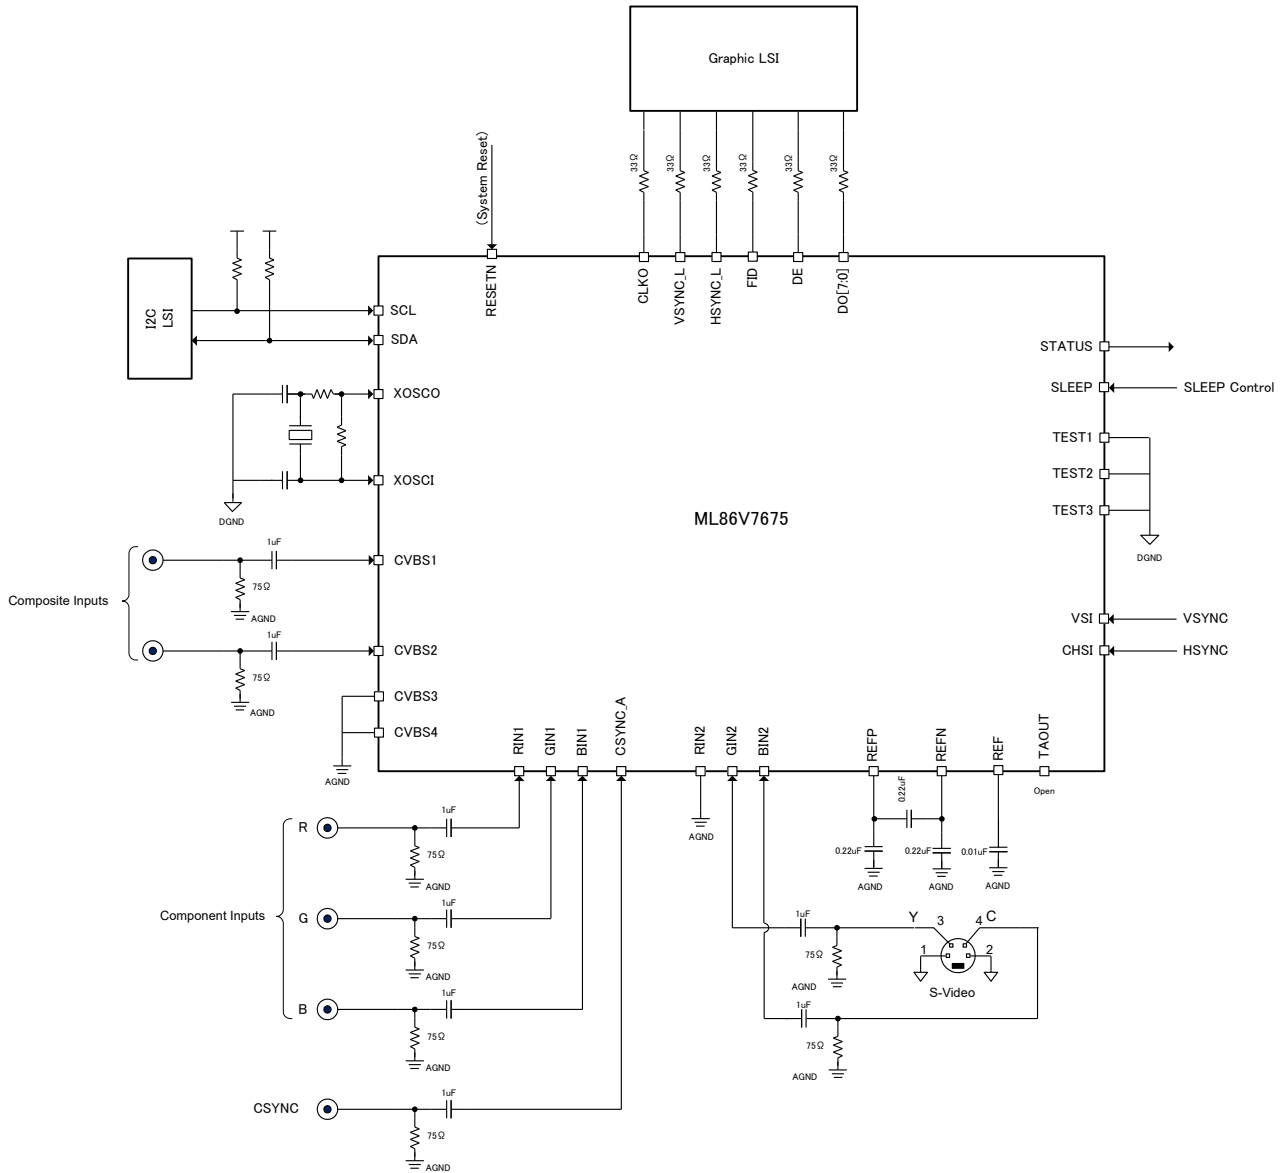 Graphic LSI
33Ω
33Ω
33Ω
33Ω
33Ω
33Ω
(System Reset)
RESETN
CLKO
VSYNC_L
HSYNC_L
FID
DE
DO[7:0]
I2C
LSI
SCL
SDA
XOSCO
XOSCI
DGND
STATUS
SLEEP
SLEEP Control
TEST1
TEST2
TEST3
DGND
ML86V7675
Composite Inputs
1uF
75Ω
AGND
CVBS1
1uF
75Ω
AGND
CVBS2
CVBS3
CVBS4
AGND
VSI
VSYNC
CHSI
HSYNC
RIN1
GIN1
BIN1
CSYNC_A
RIN2
GIN2
BIN2
REFP
REFN
REF
TAOUT
Open
AGND
0.22uF
0.22uF
0.22uF
0.01uF
AGND
AGND
AGND
Component Inputs
R
1uF
75Ω
AGND
G
1uF
75Ω
AGND
B
1uF
75Ω
AGND
CSYNC
1uF
75Ω
AGND
1uF
75Ω
AGND
Y
3
4
C
1
2
S-Video
1uF
75Ω
AGND